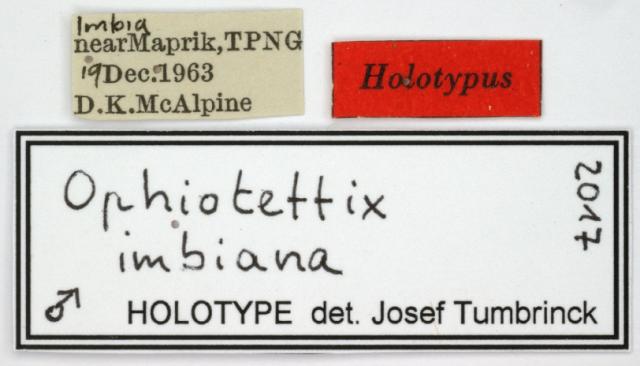 Imbia
nearMaprik,TPNG
19Dec.1963
D.K.McAlpine
Holotypus
Ophiotettix
imbiana
2017
♂ HOLOTYPE det. Josef Tumbrinck